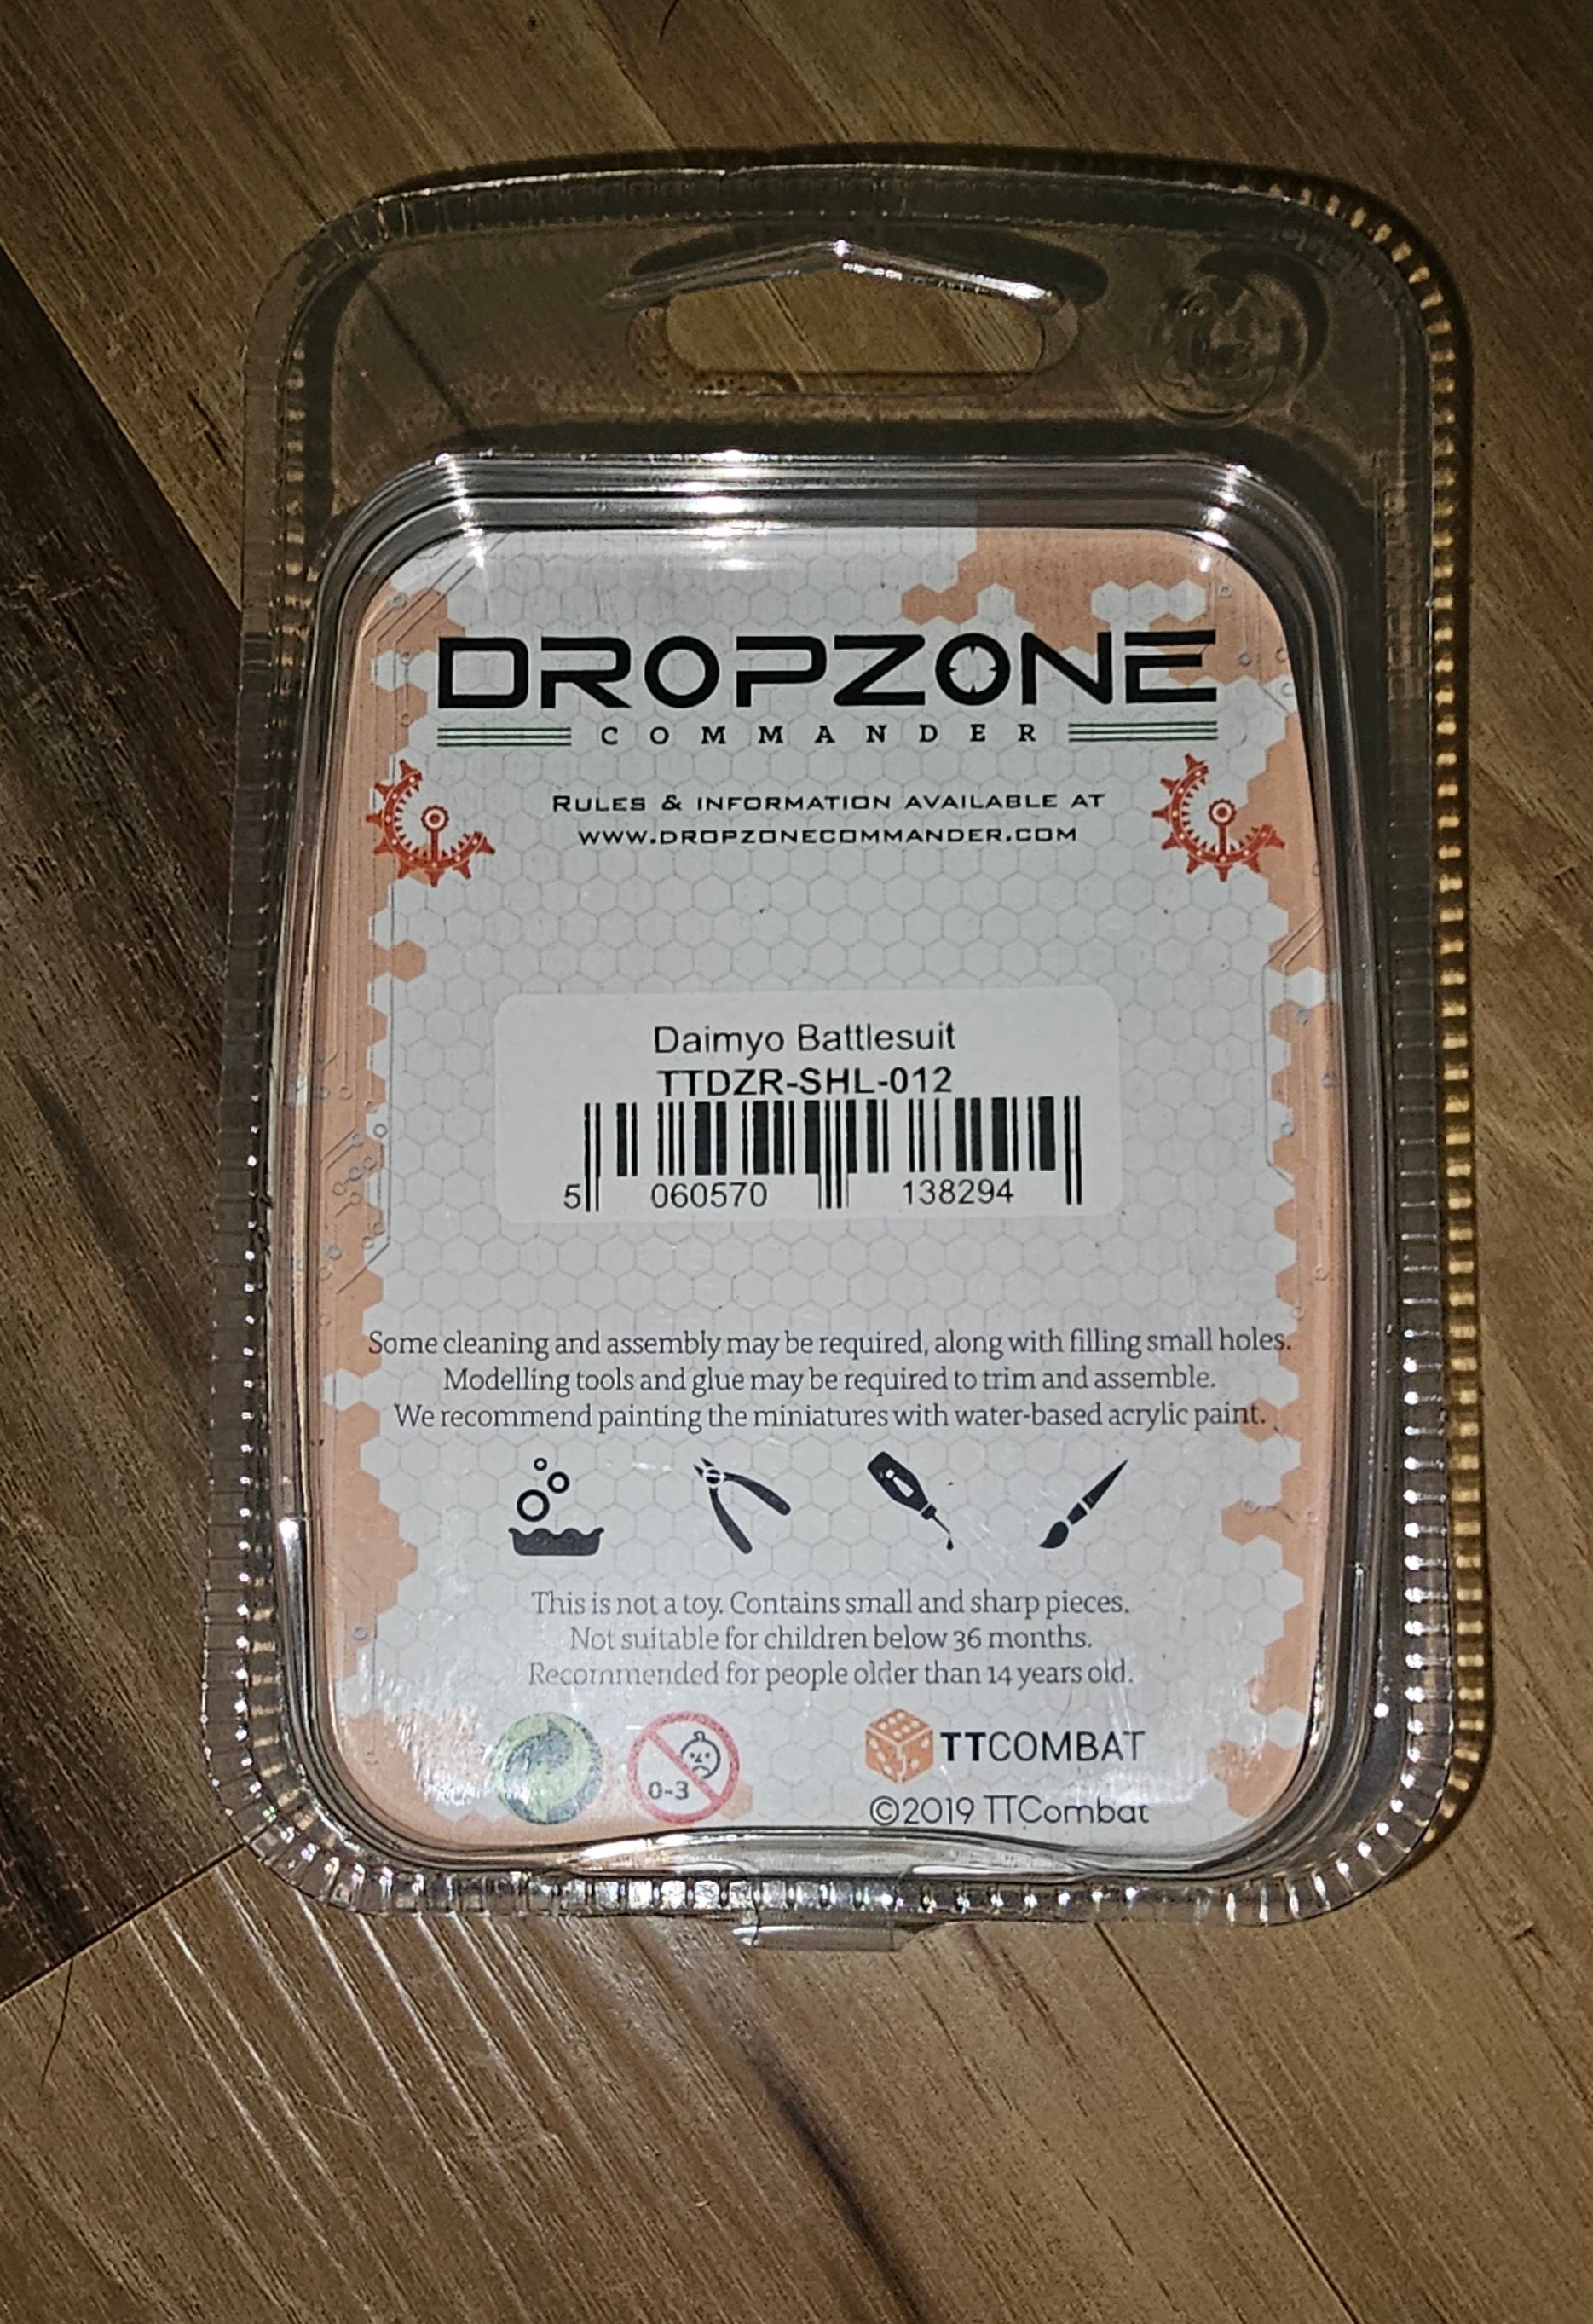 DROPZONE
COMMANDER
RULES & INFORMATION AVAILABLE AT
WWW.DROPZONECOMMANDER.COM
Daimyo Battlesuit
TTDZR-SHL-012
5 060570 138294
Some cleaning and assembly may be required, along with filling small holes.
Modelling tools and glue may be required to trim and assemble.
We recommend painting the miniatures with water-based acrylic paint.
This is not a toy. Contains small and sharp pieces.
Not suitable for children below 36 months.
Recommended for people older than 14 years old.
0-3
TTCOMBAT
©2019 TTCombat